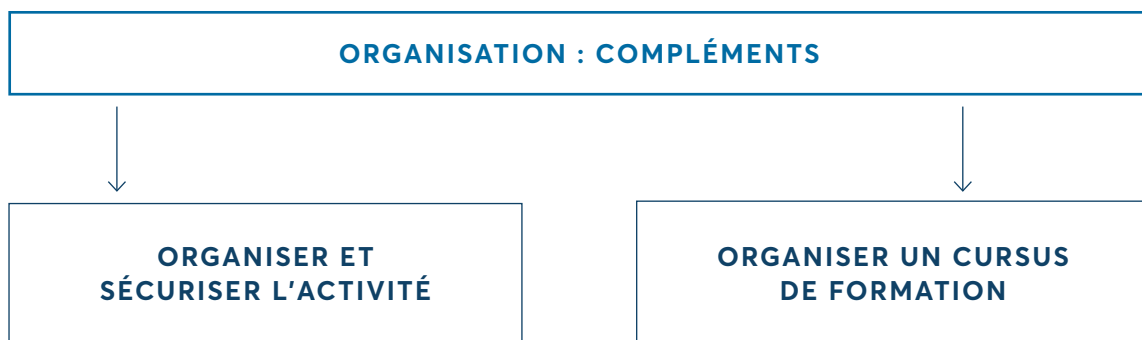 ORGANISATION : COMPLÉMENTS
ORGANISER ET
SÉCURISER L'ACTIVITÉ
ORGANISER UN CURSUS
DE FORMATION